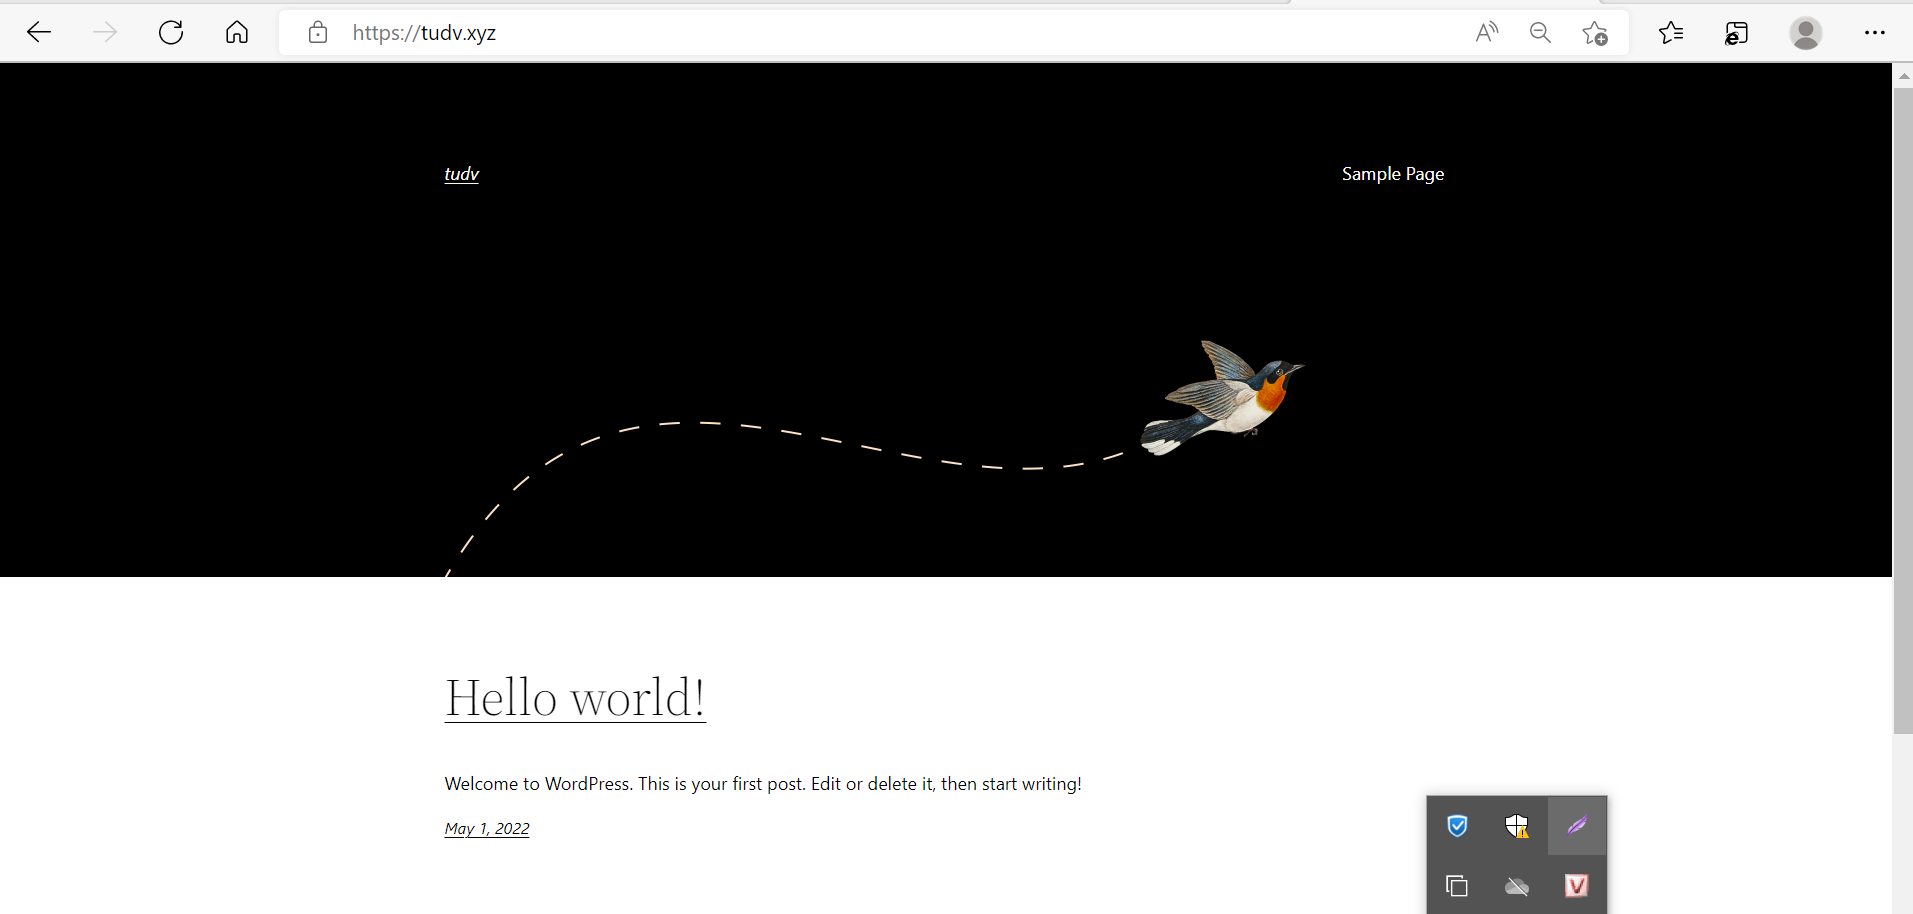 https://tudv.xyz
tudv
Sample Page
Hello world!
Welcome to WordPress. This is your first post. Edit or delete it, then start writing!
May 1, 2022